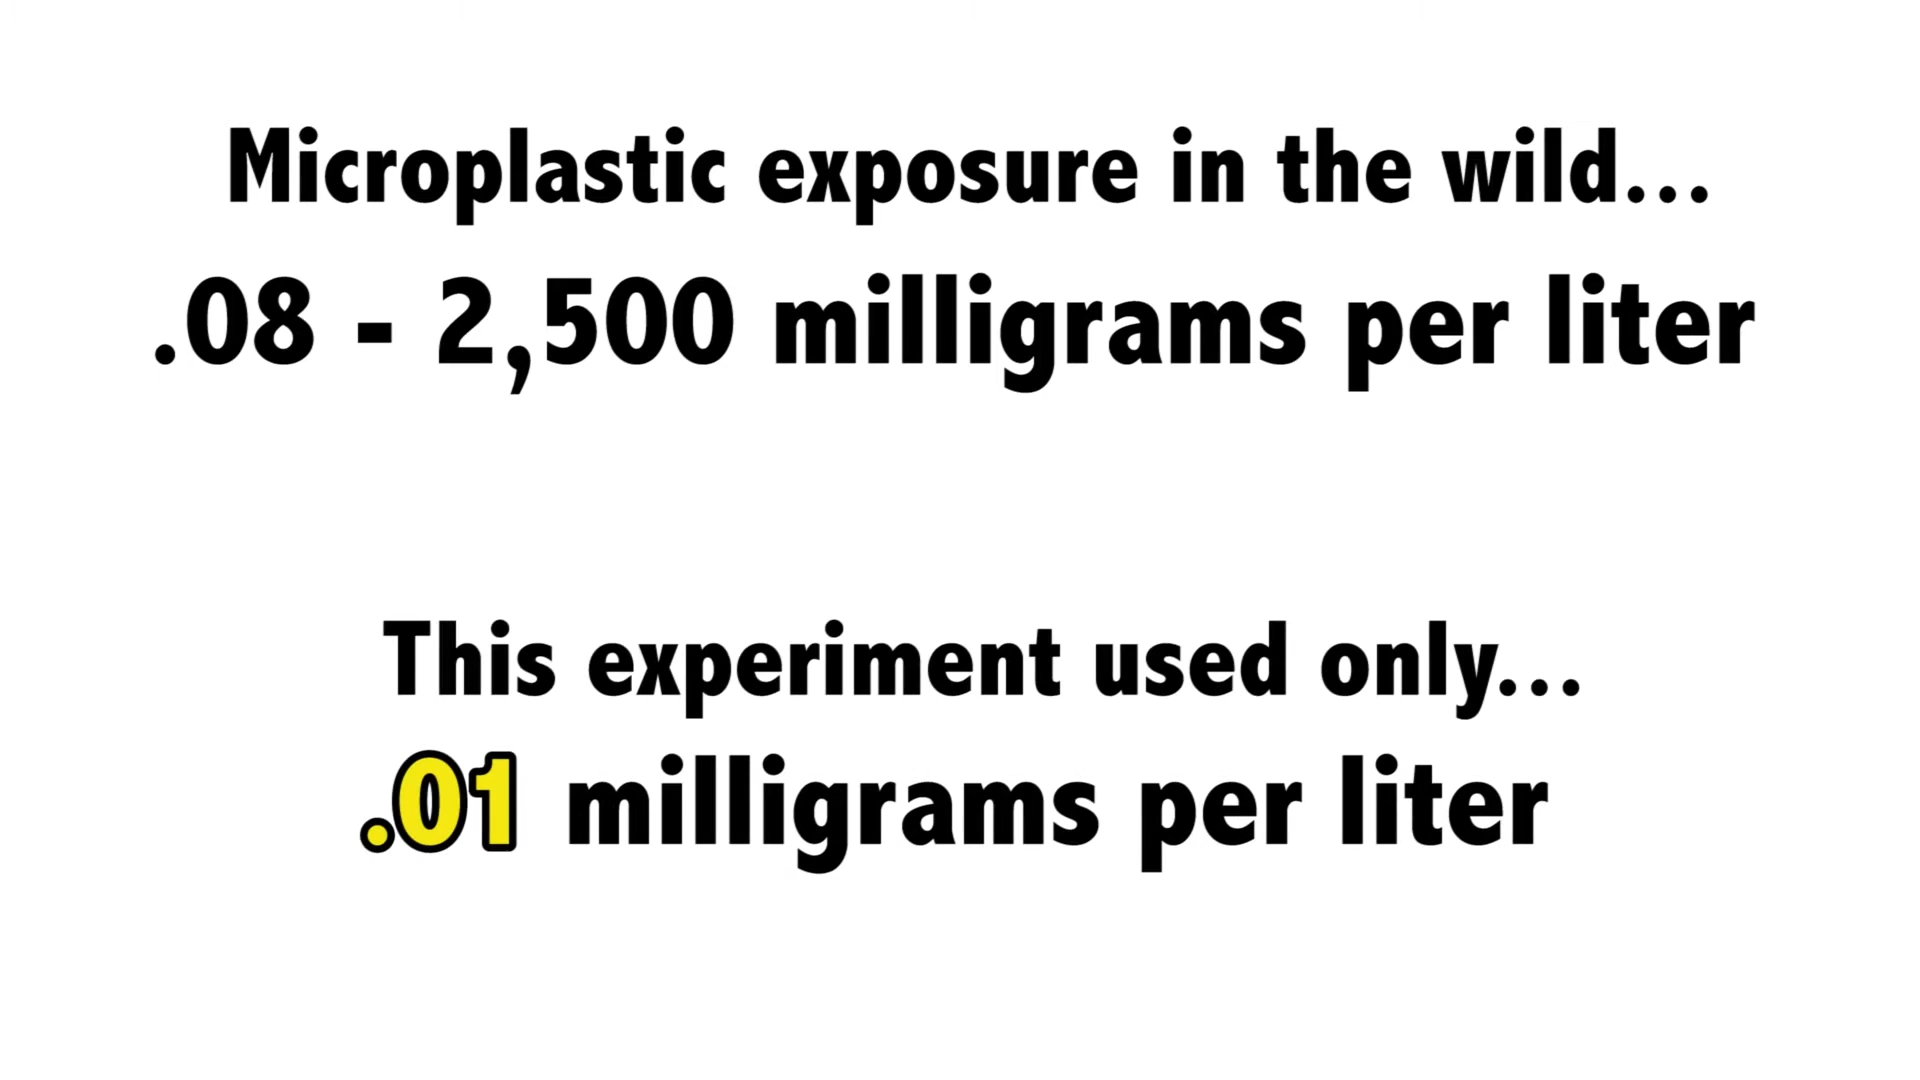 Microplastic exposure in the wild...
.08 - 2,500 milligrams per liter
This experiment used only...
.01 milligrams per liter